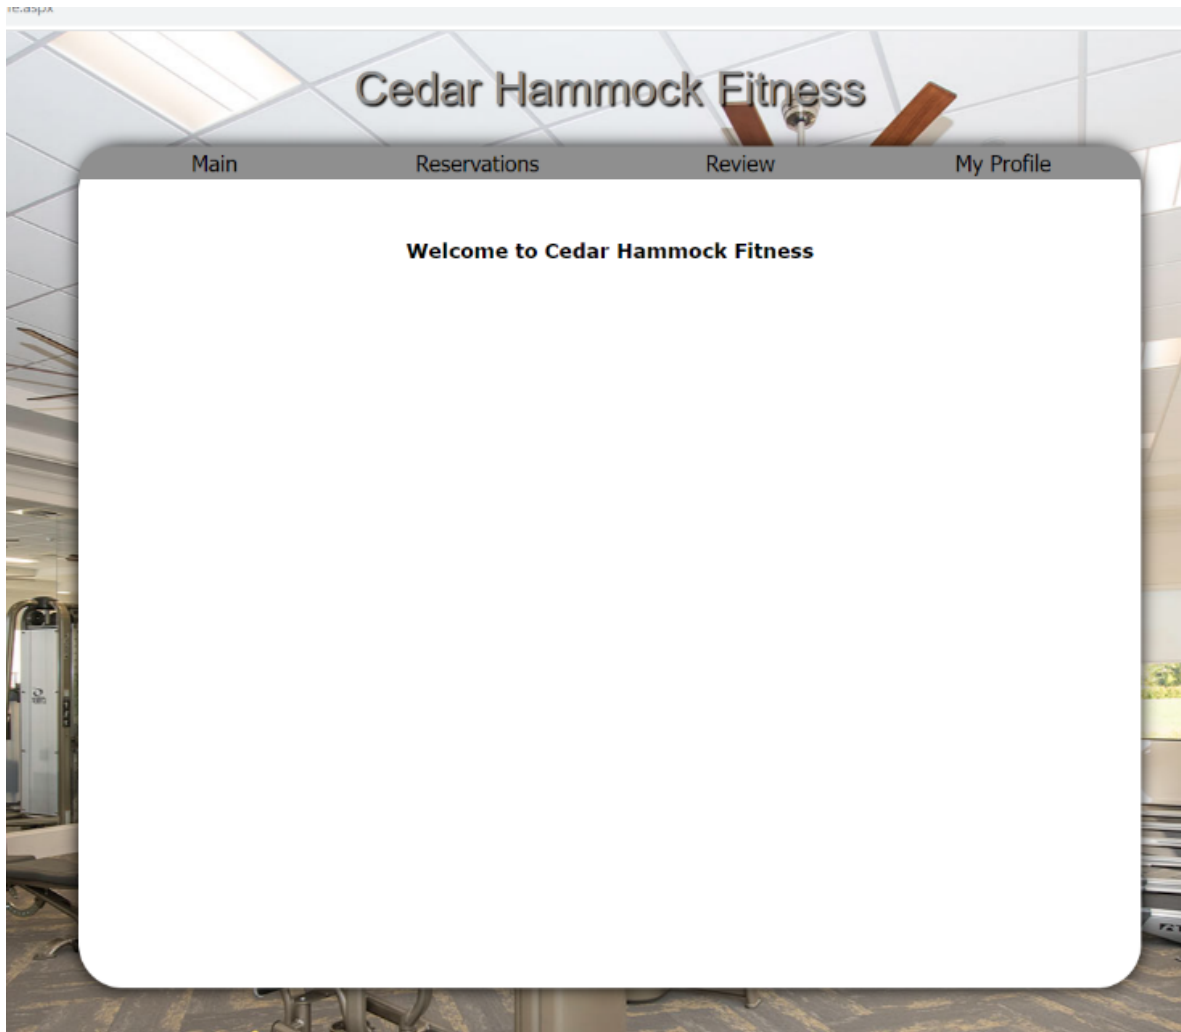 Cedar Hammock Fitness
Main Reservations Review My Profile
Welcome to Cedar Hammock Fitness